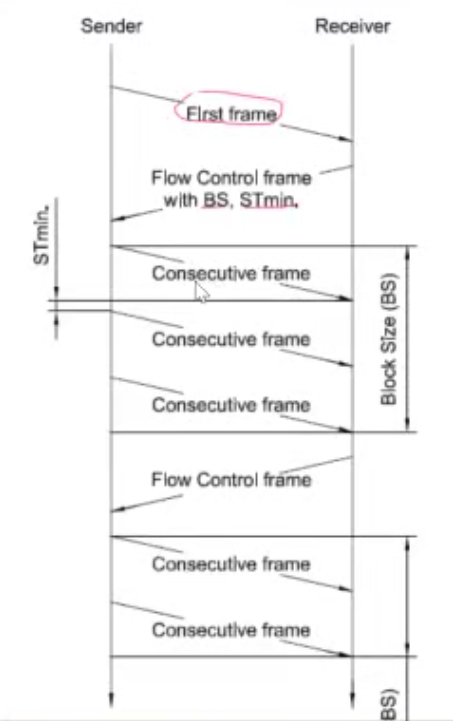 Sender
Receiver
First frame
Flow Control frame
with BS, STmin.
STmin.
Consecutive frame
Block Size (BS)
Consecutive frame
Consecutive frame
Flow Control frame
Consecutive frame
Consecutive frame
BS)